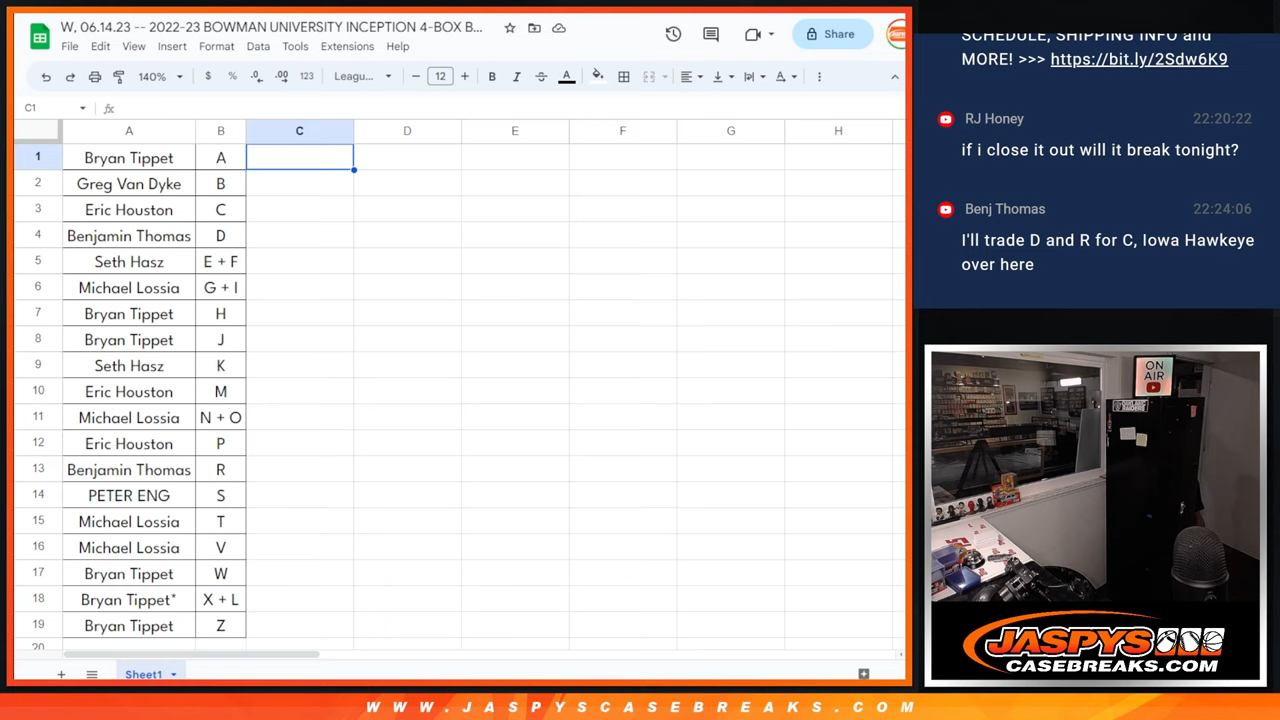 W, 06.14.23 -- 2022-23 BOWMAN UNIVERSITY INCEPTION 4-BOX B...
File Edit View Insert Format Data Tools Extensions Help
Share
140% $ % .0 .00 123 Leagu... 12 B I A
C1 fx
A B C D E F G H
1 Bryan Tippet A
2 Greg Van Dyke B
3 Eric Houston C
4 Benjamin Thomas D
5 Seth Hasz E + F
6 Michael Lossia G + I
7 Bryan Tippet H
8 Bryan Tippet J
9 Seth Hasz K
10 Eric Houston M
11 Michael Lossia N + O
12 Eric Houston P
13 Benjamin Thomas R
14 PETER ENG S
15 Michael Lossia T
16 Michael Lossia V
17 Bryan Tippet W
18 Bryan Tippet* X + L
19 Bryan Tippet Z
20
Sheet1
SCHEDULE, SHIPPING INFO and
MORE! >>> https://bit.ly/2Sdw6K9
RJ Honey 22:20:22
if i close it out will it break tonight?
Benj Thomas 22:24:06
I'll trade D and R for C, Iowa Hawkeye
over here
ON
AIR
RAIDERS
JASPYS
CASEBREAKS.COM
WWW.JASPYSCASEBREAKS.COM